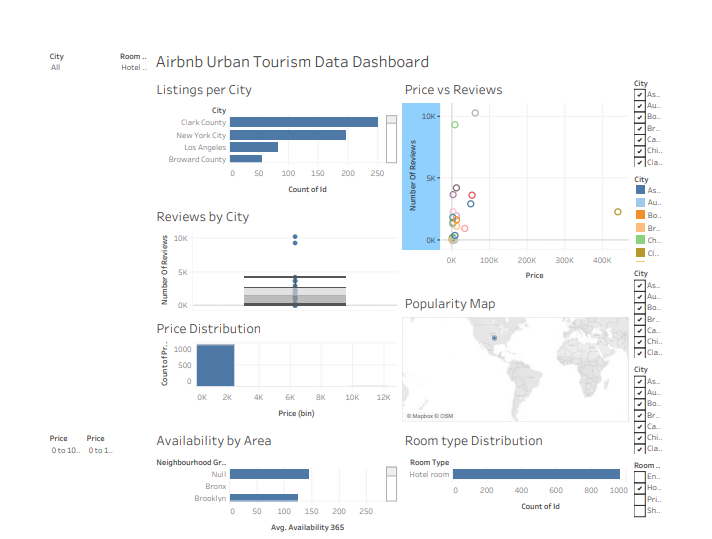 City
All
Room ..
Hotel ..
Airbnb Urban Tourism Data Dashboard
Listings per City
City
Clark County
New York City
Los Angeles
Broward County
0 50 100 150 200 250
Count of Id
Reviews by City
Number Of Reviews
10K
5K
0K
Price Distribution
Count of Pr..
1000
500
0
0K 2K 4K 6K 8K 10K 12K
Price (bin)
Price
0 to 10..
Price
0 to 1..
Availability by Area
Neighbourhood Gr..
Null
Bronx
Brooklyn
0 50 100 150 200 250
Avg. Availability 365
Price vs Reviews
Number Of Reviews
10K
5K
0K
0K 100K 200K 300K 400K
Price
Popularity Map
© Mapbox © OSM
Room type Distribution
Room Type
Hotel room
0 200 400 600 800 1000
Count of Id
City
As..
Au..
Bo..
Br..
Ca..
Chi..
Cla..
City
As..
Au..
Bo..
Br..
Ch..
Cl..
City
As..
Au..
Bo..
Br..
Ca..
Chi..
Cla..
City
As..
Au..
Bo..
Br..
Ca..
Chi..
Cla..
Room ..
En..
Ho..
Pri..
Sh..